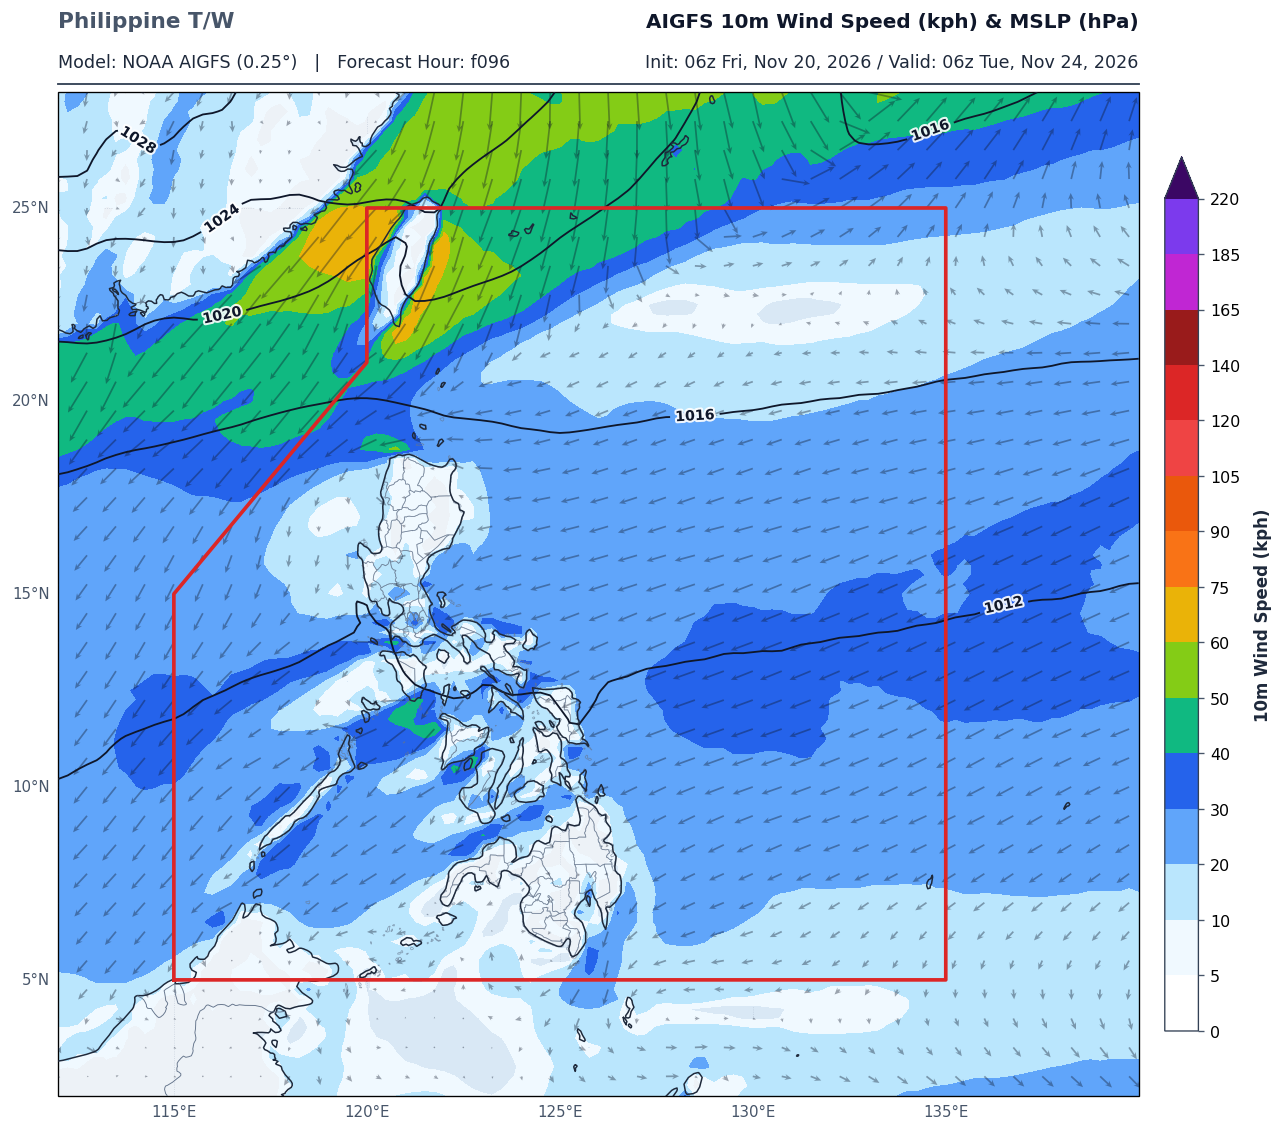 Philippine T/W
AIGFS 10m Wind Speed (kph) & MSLP (hPa)
Model: NOAA AIGFS (0.25°) | Forecast Hour: f096
Init: 06z Fri, Nov 20, 2026 / Valid: 06z Tue, Nov 24, 2026
1028
1016
1024
1020
1016
1012
25°N
20°N
15°N
10°N
5°N
115°E
120°E
125°E
130°E
135°E
220
185
165
140
120
105
90
75
60
50
40
30
20
10
5
0
10m Wind Speed (kph)